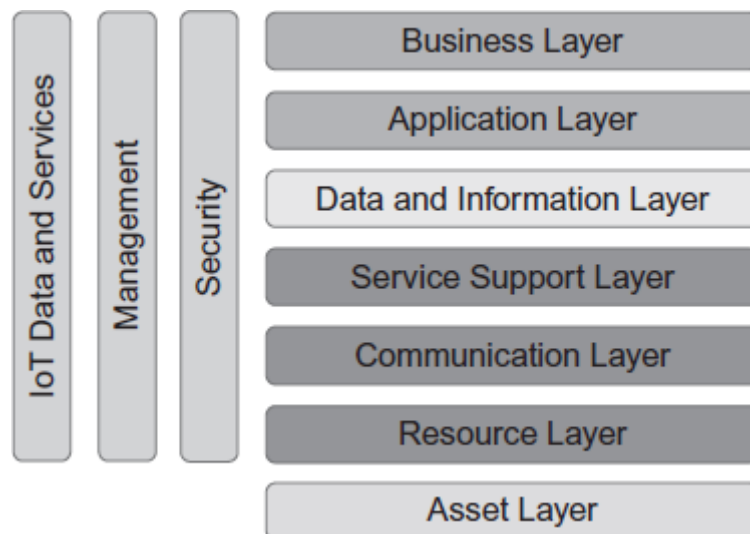 IoT Data and Services
Management
Security
Business Layer
Application Layer
Data and Information Layer
Service Support Layer
Communication Layer
Resource Layer
Asset Layer